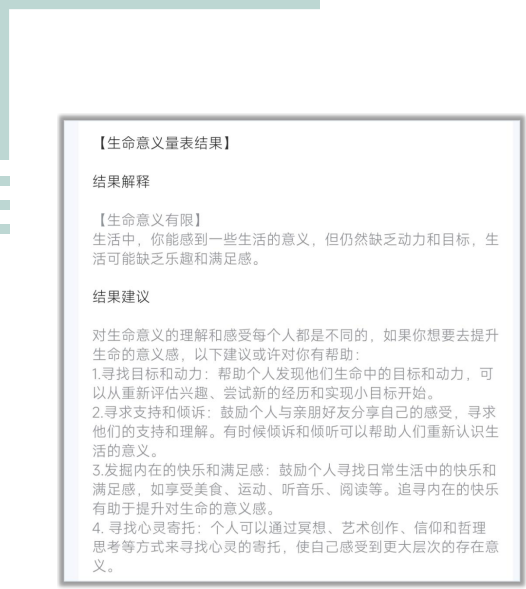 【生命意义量表结果】
结果解释
【生命意义有限】
生活中，你能感到一些生活的意义，但仍然缺乏动力和目标，生
活可能缺乏乐趣和满足感。
结果建议
对生命意义的理解和感受每个人都是不同的，如果你想要去提升
生命的意义感，以下建议或许对你有帮助：
1.寻找目标和动力：帮助个人发现他们生命中的目标和动力，可
以从重新评估兴趣、尝试新的经历和实现小目标开始。
2.寻求支持和倾诉：鼓励个人与亲朋好友分享自己的感受，寻求
他们的支持和理解。有时候倾诉和倾听可以帮助人们重新认识生
活的意义。
3.发掘内在的快乐和满足感：鼓励个人寻找日常生活中的快乐和
满足感，如享受美食、运动、听音乐、阅读等。追寻内在的快乐
有助于提升对生命的意义感。
4. 寻找心灵寄托：个人可以通过冥想、艺术创作、信仰和哲理
思考等方式来寻找心灵的寄托，使自己感受到更大层次的存在意
义。